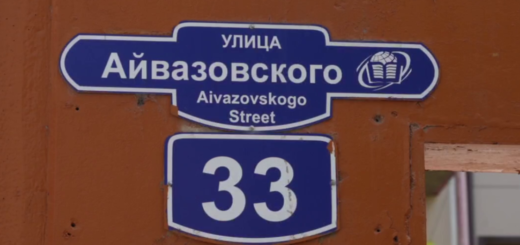 УЛИЦА
Айвазовского
Aivazovskogo
Street
33